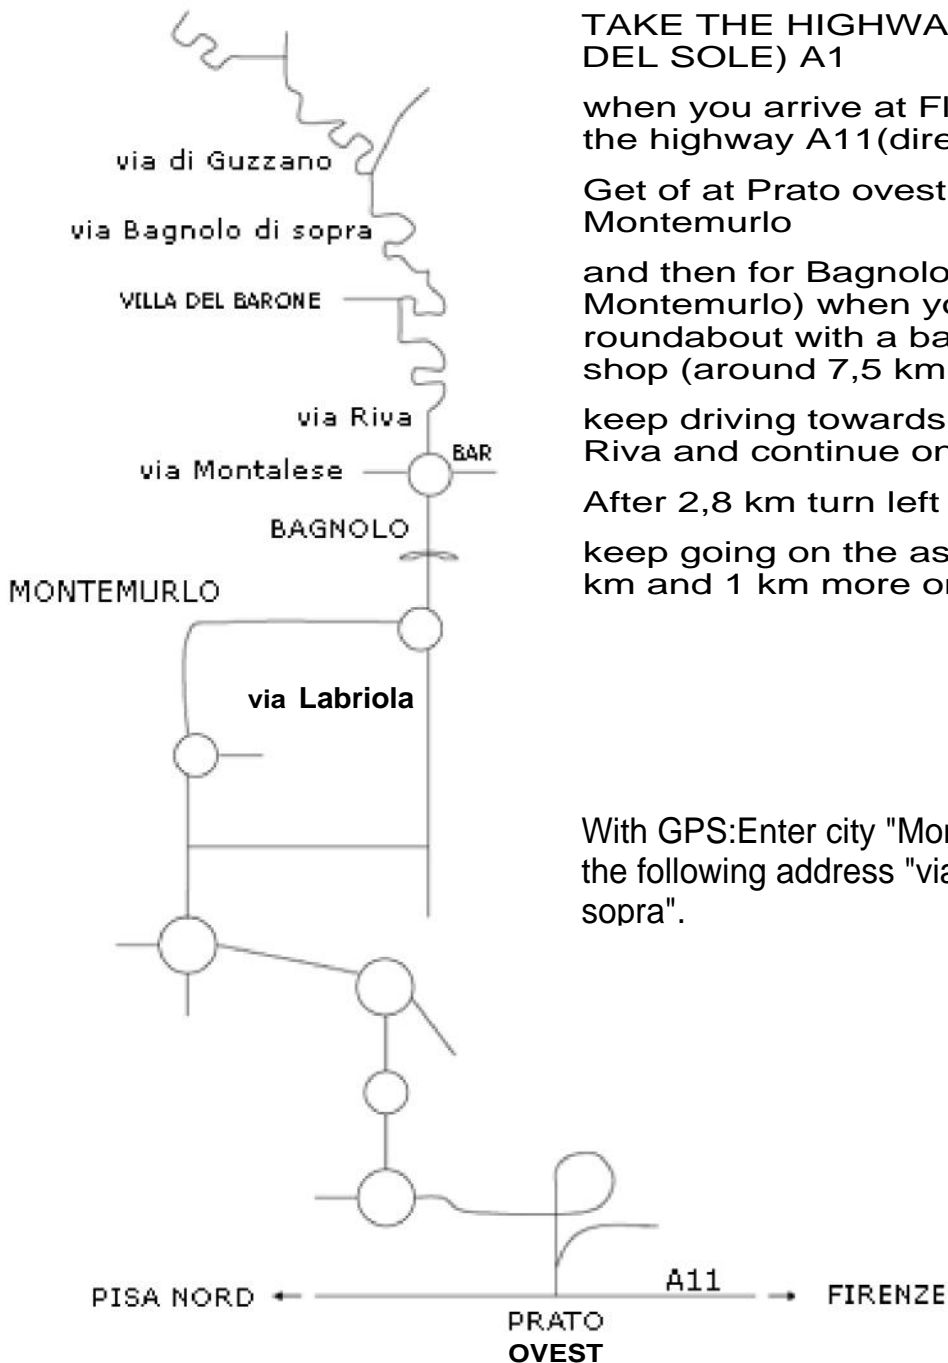 TAKE THE HIGHWA
DEL SOLE) A1
when you arrive at Fl
the highway A11(dire
Get of at Prato ovest
Montemurlo
and then for Bagnolo
Montemurlo) when yo
roundabout with a ba
shop (around 7,5 km
keep driving towards
Riva and continue on
After 2,8 km turn left
keep going on the as
km and 1 km more or
With GPS:Enter city "Mor
the following address "via
sopra".
via di Guzzano
via Bagnolo di sopra
VILLA DEL BARONE
via Riva
BAR
via Montalese
BAGNOLO
MONTEMURLO
via Labriola
A11
PISA NORD
FIRENZE
PRATO
OVEST